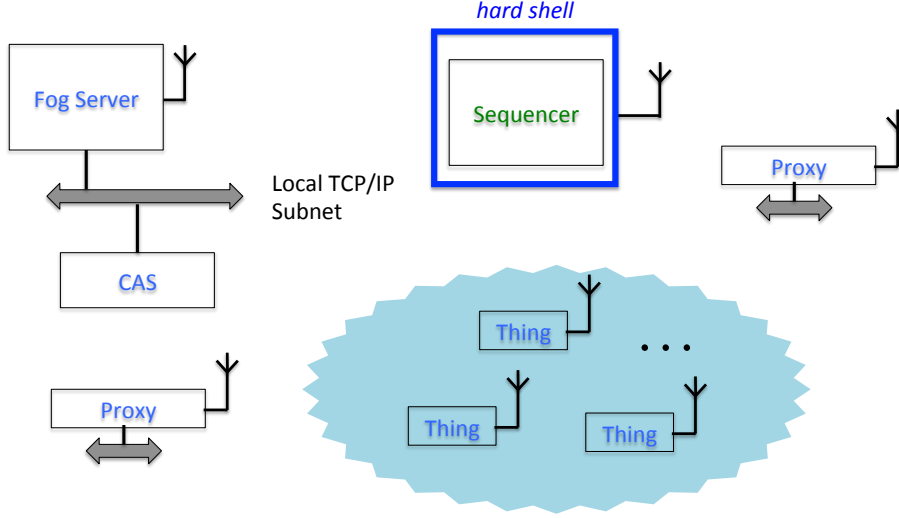 hard shell
Fog Server
Sequencer
Proxy
Local TCP/IP
Subnet
CAS
Thing
Proxy
Thing
Thing